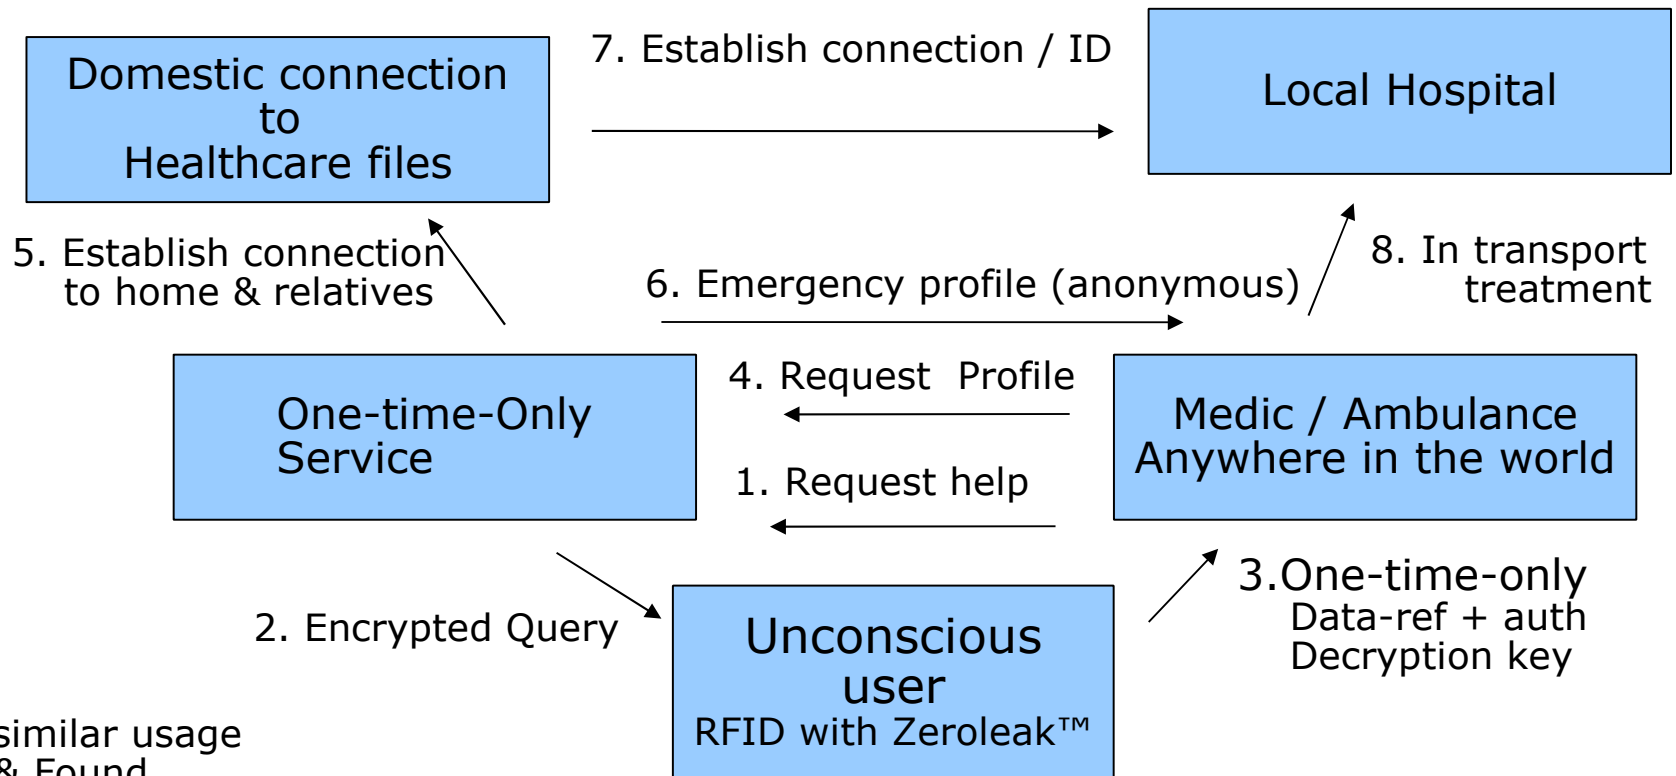 7. Establish connection / ID
Domestic connection
to
Healthcare files
Local Hospital
5. Establish connection
to home & relatives
6. Emergency profile (anonymous)
8. In transport
treatment
One-time-Only
Service
4. Request Profile
1. Request help
Medic / Ambulance
Anywhere in the world
2. Encrypted Query
3.One-time-only
Data-ref + auth
Decryption key
Unconscious
user
RFID with Zeroleak™
similar usage
& Found